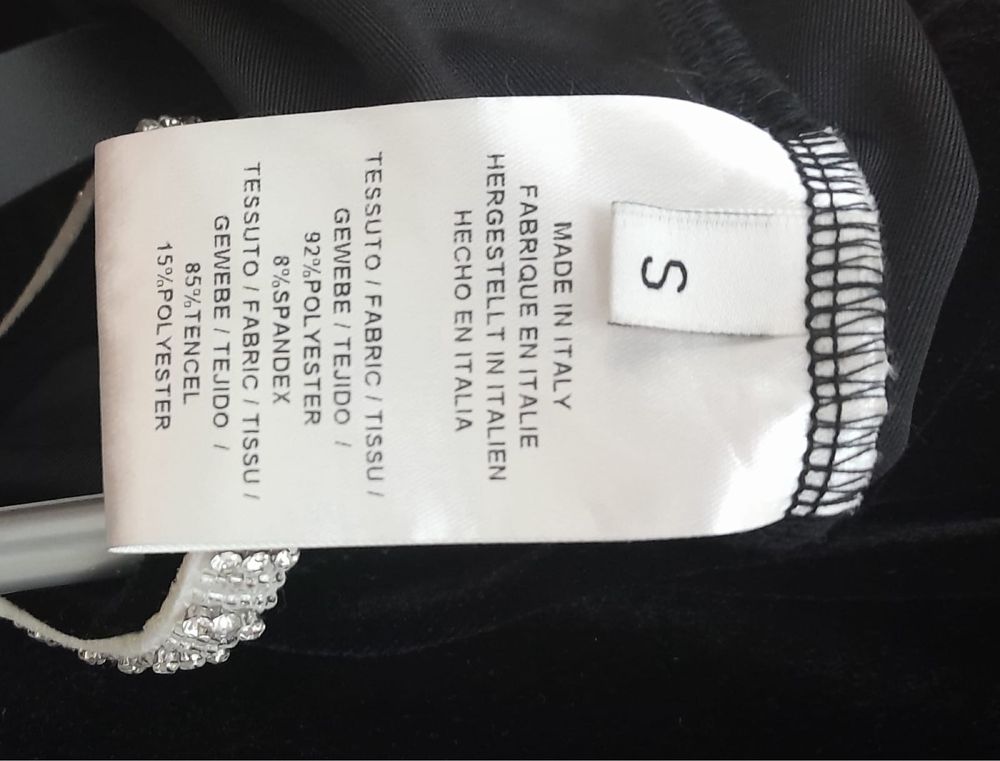 S
MADE IN ITALY
FABRIQUE EN ITALIE
HERGESTELLT IN ITALIEN
HECHO EN ITALIA
TESSUTO / FABRIC / TISSU /
GEWEBE / TEJIDO /
92%POLYESTER
8%SPANDEX
TESSUTO / FABRIC / TISSU /
GEWEBE / TEJIDO /
85%TENCEL
15%POLYESTER